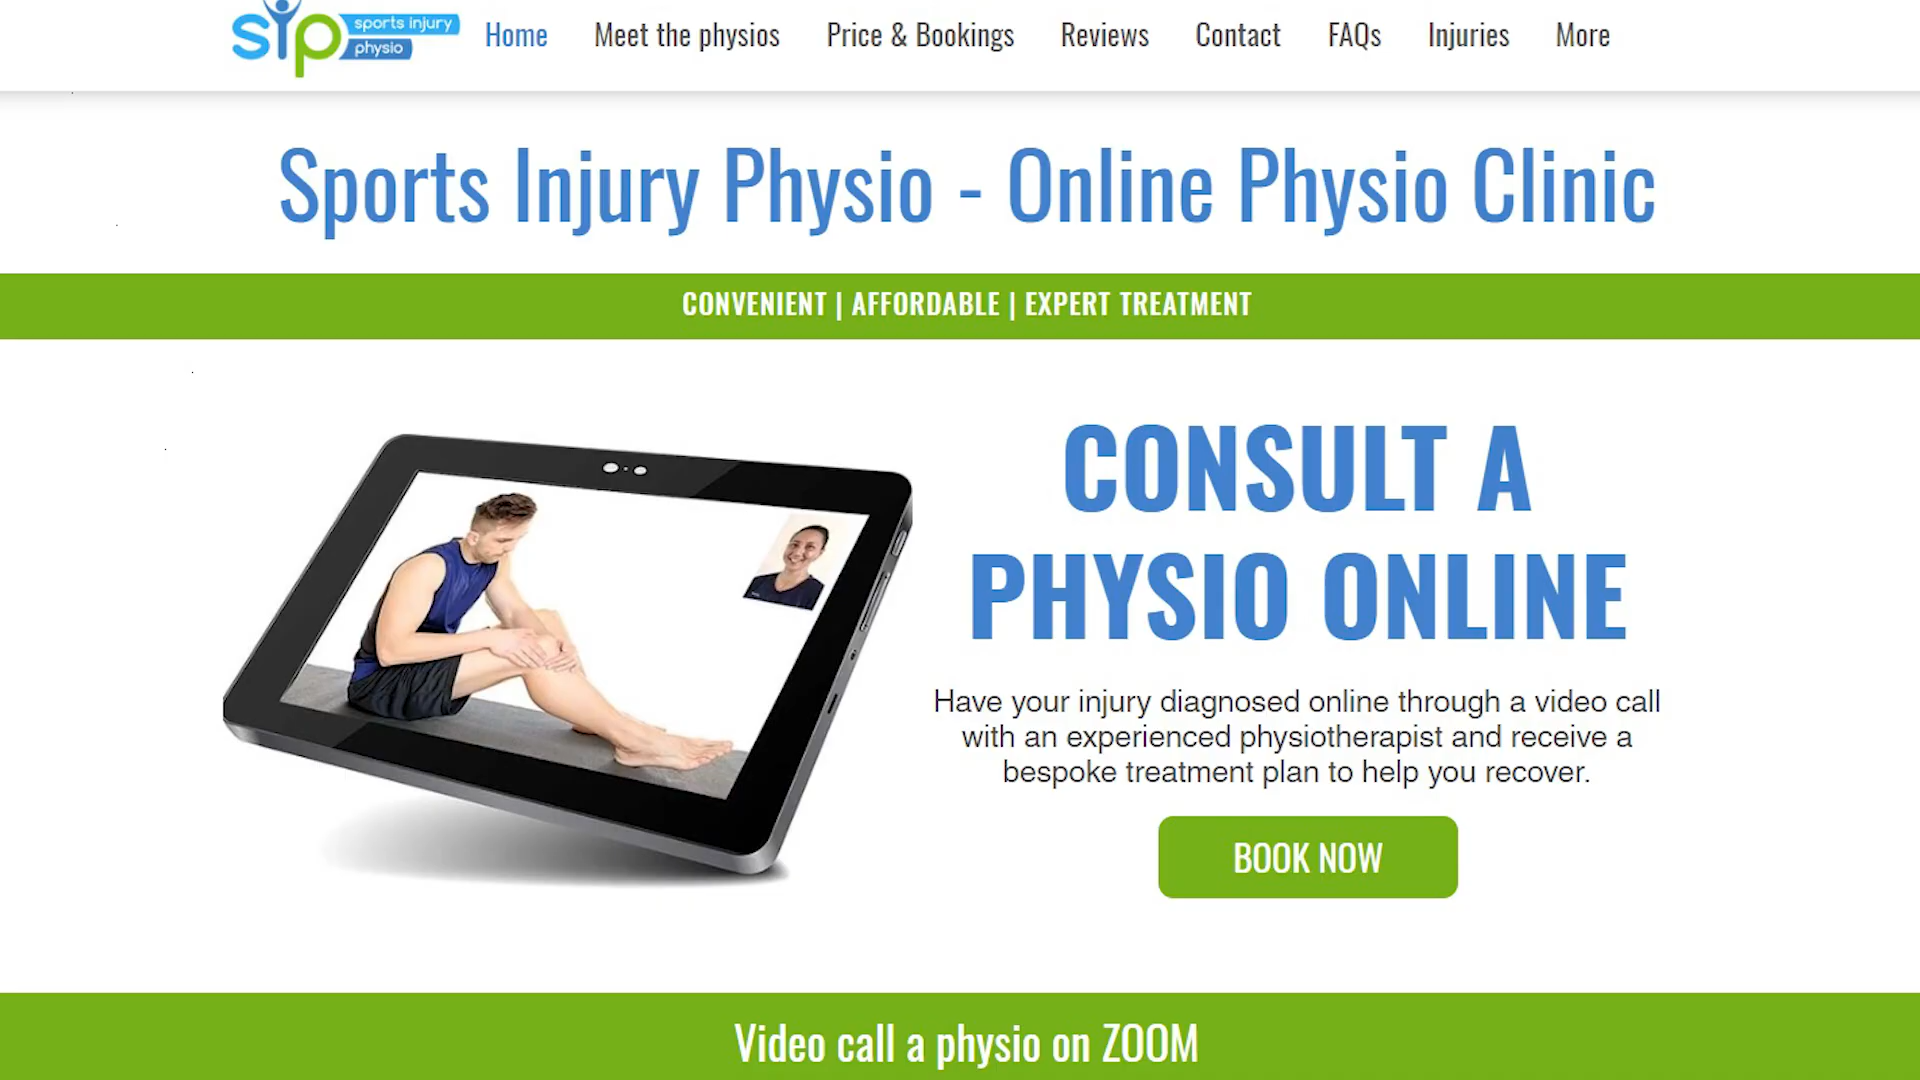 sip sports injury
physio
Home Meet the physios Price & Bookings Reviews Contact FAQs Injuries More
Sports Injury Physio - Online Physio Clinic
CONVENIENT | AFFORDABLE | EXPERT TREATMENT
CONSULT A
PHYSIO ONLINE
Have your injury diagnosed online through a video call
with an experienced physiotherapist and receive a
bespoke treatment plan to help you recover.
BOOK NOW
Video call a physio on ZOOM